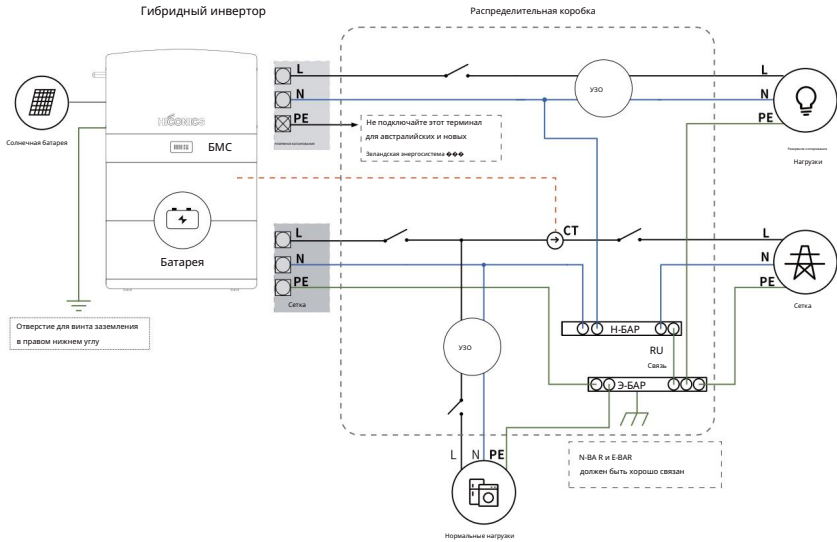 Гибридный инвертор
Распределительная коробка
L
N
PE
УЗО
L
N
PE
Не подключайте этот терминал
для австралийских и новых
Зеландская энергосистема ���
HICONICS
БМС
Солнечная батарея
Нагрузки
L
N
PE
Сетка
CT
L
N
PE
Сетка
Батарея
Отверстие для винта заземления
в правом нижнем углу
Н-БАР
УЗО
RU
Связь
Э-БАР
L N PE
N-BA R и E-BAR
должен быть хорошо связан
Нормальные нагрузки